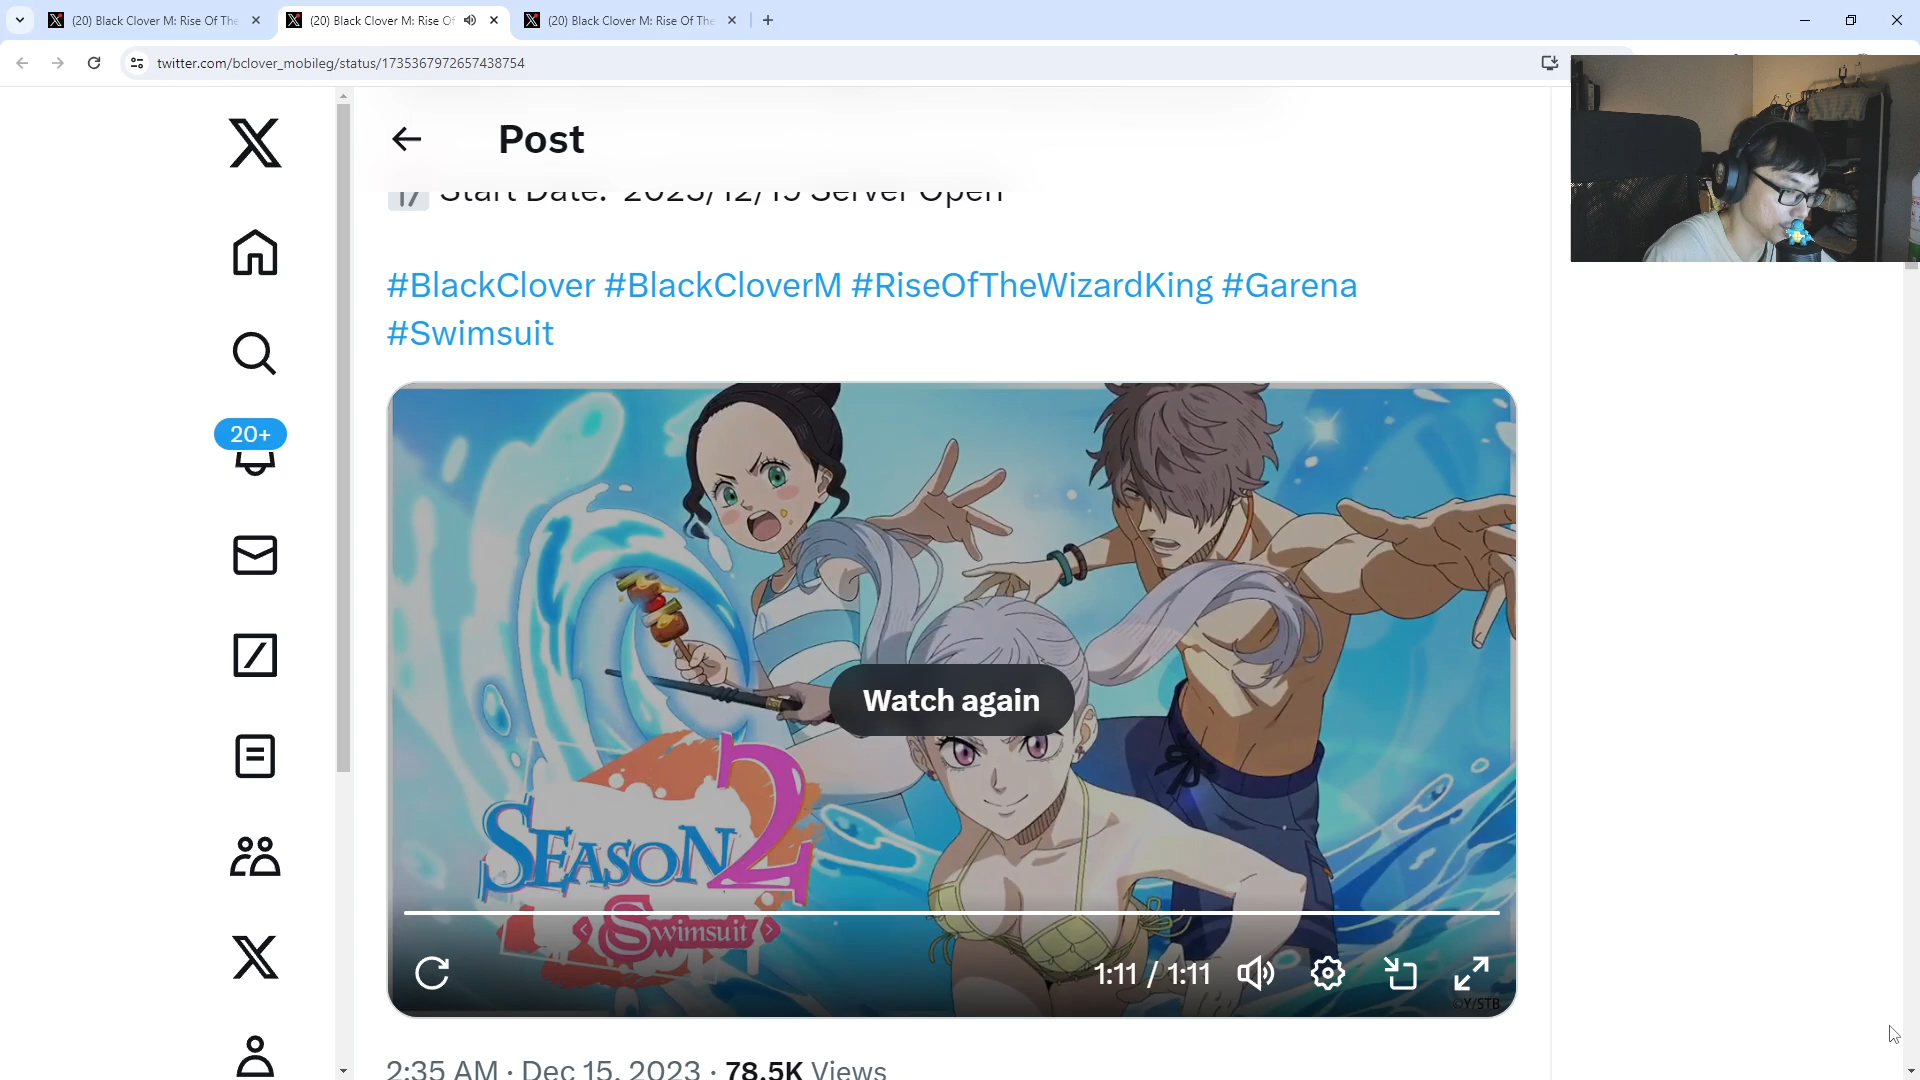 (20) Black Clover M: Rise Of The
(20) Black Clover M: Rise Of
(20) Black Clover M: Rise Of The
twitter.com/bclover_mobileg/status/1735367972657438754
Post
17 Start Date: 2023/12/15 Server Open
#BlackClover #BlackCloverM #RiseOfTheWizardKing #Garena
#Swimsuit
20+
Watch again
SEASON 2
Swimsuit
1:11 / 1:11
©Y/STB
2:35 AM · Dec 15, 2023 · 78.5K Views